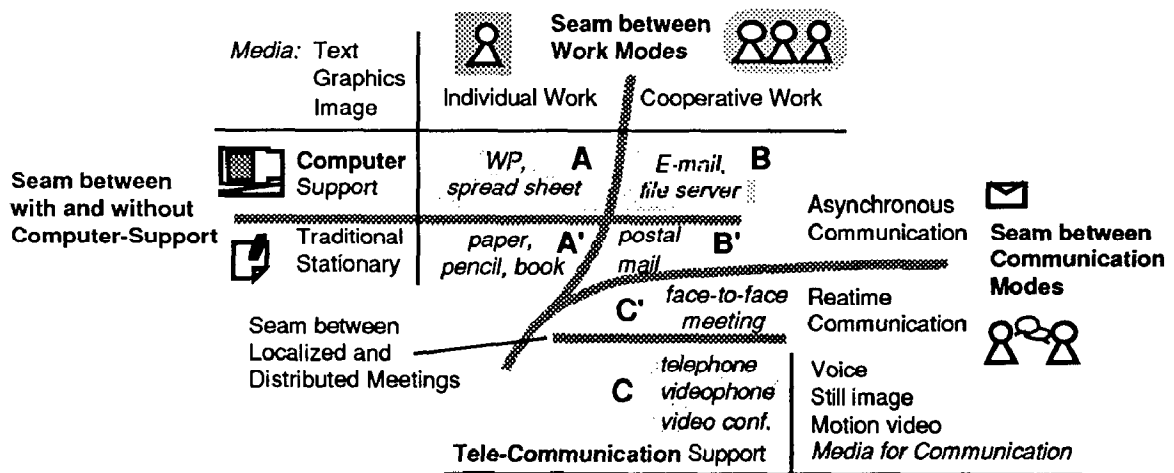 Seam between
Work Modes
Media: Text
Graphics
Image
Individual Work
Cooperative Work
Seam between
with and without
Computer-Support
Computer
Support
WP,
spread sheet
A
E-mail,
file server
B
Traditional
Stationary
paper,
pencil, book
A'
postal
mail
B'
Asynchronous
Communication
Seam between
Communication
Modes
C'
face-to-face
meeting
Reatime
Communication
Seam between
Localized and
Distributed Meetings
C
telephone
videophone
video conf.
Voice
Still image
Motion video
Media for Communication
Tele-Communication Support